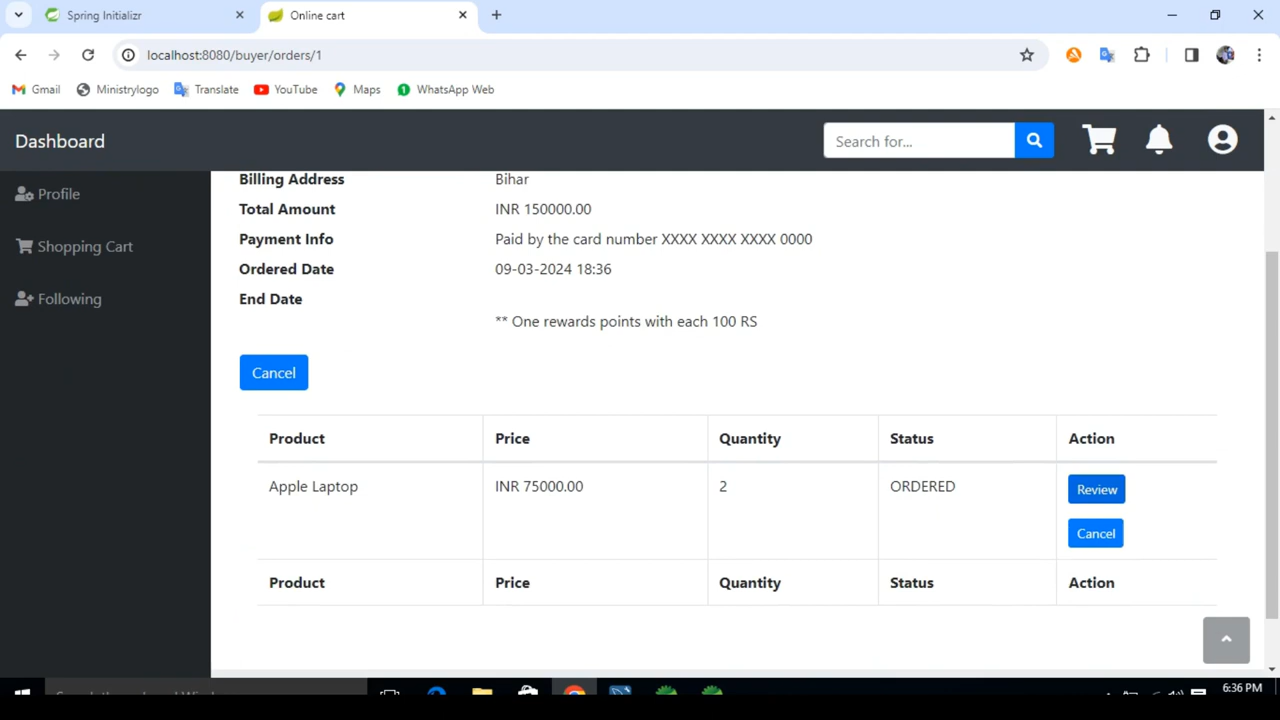 Spring Initializr
Online cart
localhost:8080/buyer/orders/1
Gmail
Ministrylogo
Translate
YouTube
Maps
WhatsApp Web
Dashboard
Search for...
Profile
Shopping Cart
Following
Billing Address Bihar
Total Amount INR 150000.00
Payment Info Paid by the card number XXXX XXXX XXXX 0000
Ordered Date 09-03-2024 18:36
End Date
** One rewards points with each 100 RS
Cancel
Product Price Quantity Status Action
Apple Laptop INR 75000.00 2 ORDERED Review
Cancel
Product Price Quantity Status Action
6:36 PM